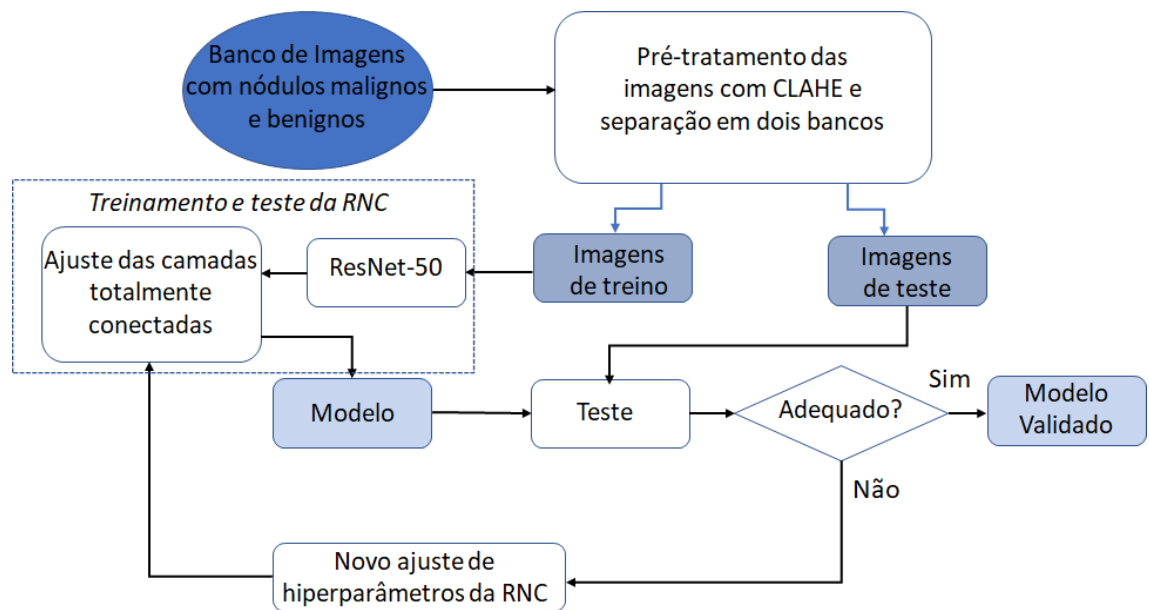 Banco de Imagens
com nódulos malignos
e benignos
Pré-tratamento das
imagens com CLAHE e
separação em dois bancos
Treinamento e teste da RNC
Ajuste das camadas
totalmente
conectadas
ResNet-50
Imagens
de treino
Imagens
de teste
Modelo
Teste
Adequado?
Sim
Modelo
Validado
Não
Novo ajuste de
hiperparâmetros da RNC